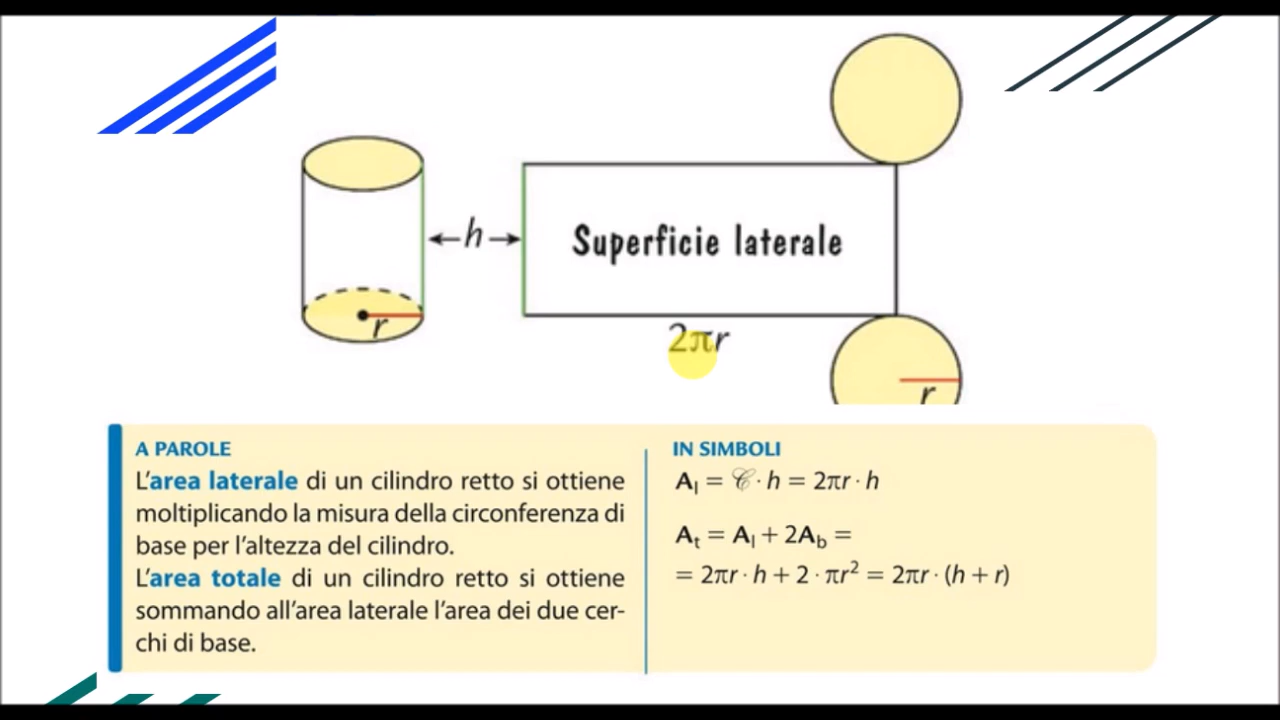 h
Superficie laterale
r
2πr
r
A PAROLE
L’area laterale di un cilindro retto si ottiene
moltiplicando la misura della circonferenza di
base per l’altezza del cilindro.
L’area totale di un cilindro retto si ottiene
sommando all’area laterale l’area dei due cer-
chi di base.
IN SIMBOLI
Aₗ = 𝒞 · h = 2πr · h
Aₜ = Aₗ + 2A_b =
= 2πr · h + 2 · πr² = 2πr · (h + r)